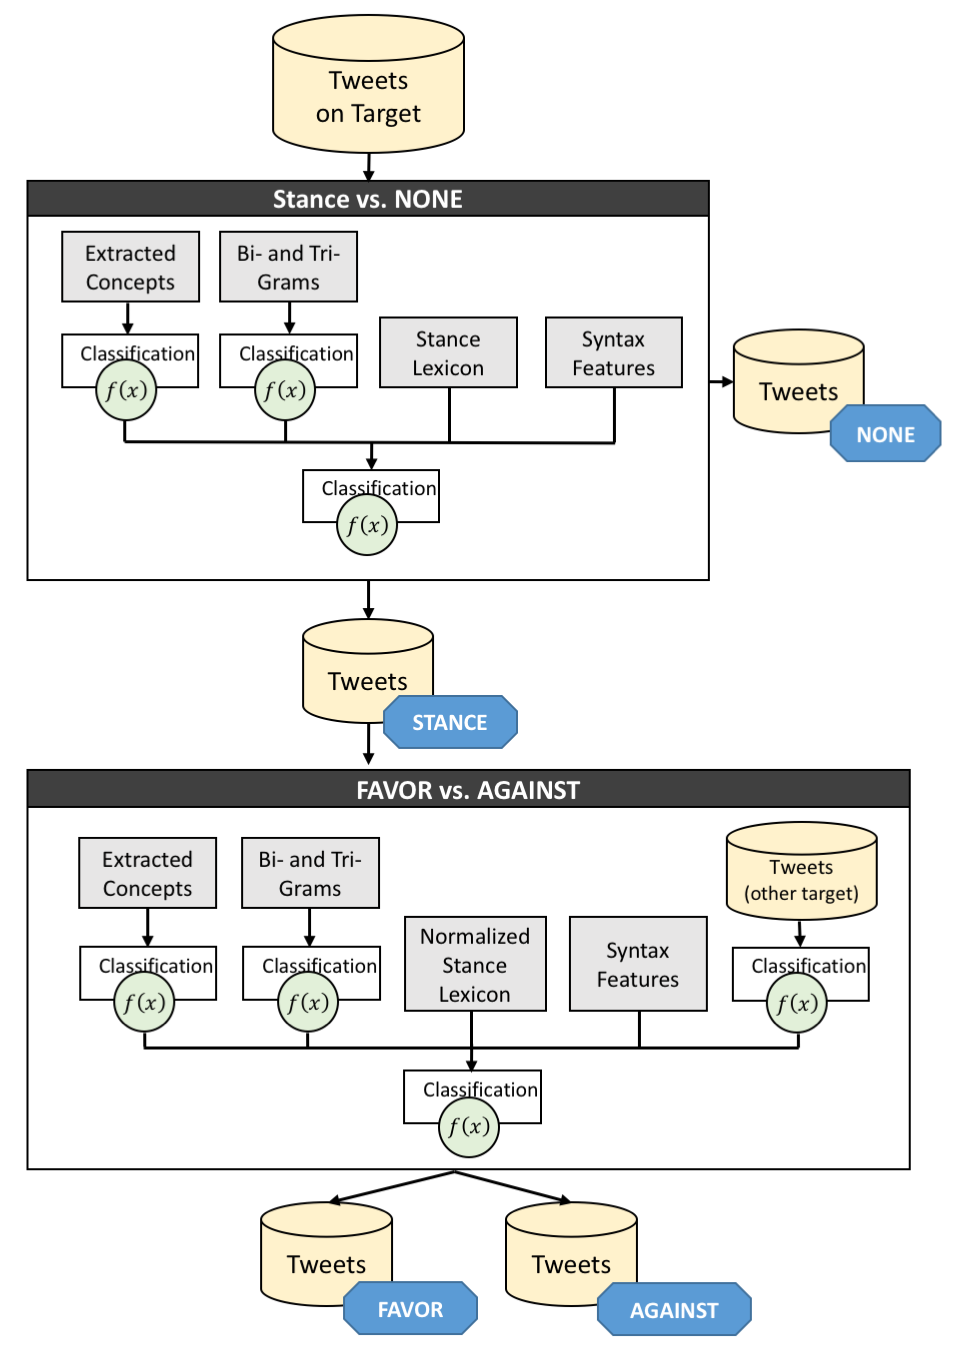 Tweets
on Target
Stance vs. NONE
Extracted
Concepts
Bi- and Tri-
Grams
Classification
f(x)
Classification
f(x)
Stance
Lexicon
Syntax
Features
Classification
f(x)
Tweets
NONE
Tweets
STANCE
FAVOR vs. AGAINST
Extracted
Concepts
Bi- and Tri-
Grams
Tweets
(other target)
Classification
f(x)
Classification
f(x)
Normalized
Stance
Lexicon
Syntax
Features
Classification
f(x)
Classification
f(x)
Tweets
FAVOR
Tweets
AGAINST